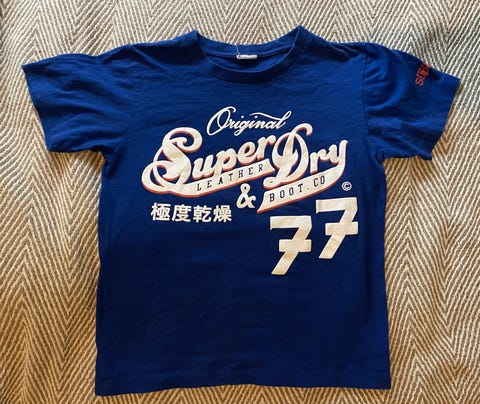 Original
SuperDry
LEATHER
& BOOT.CO ©
極度乾燥
77